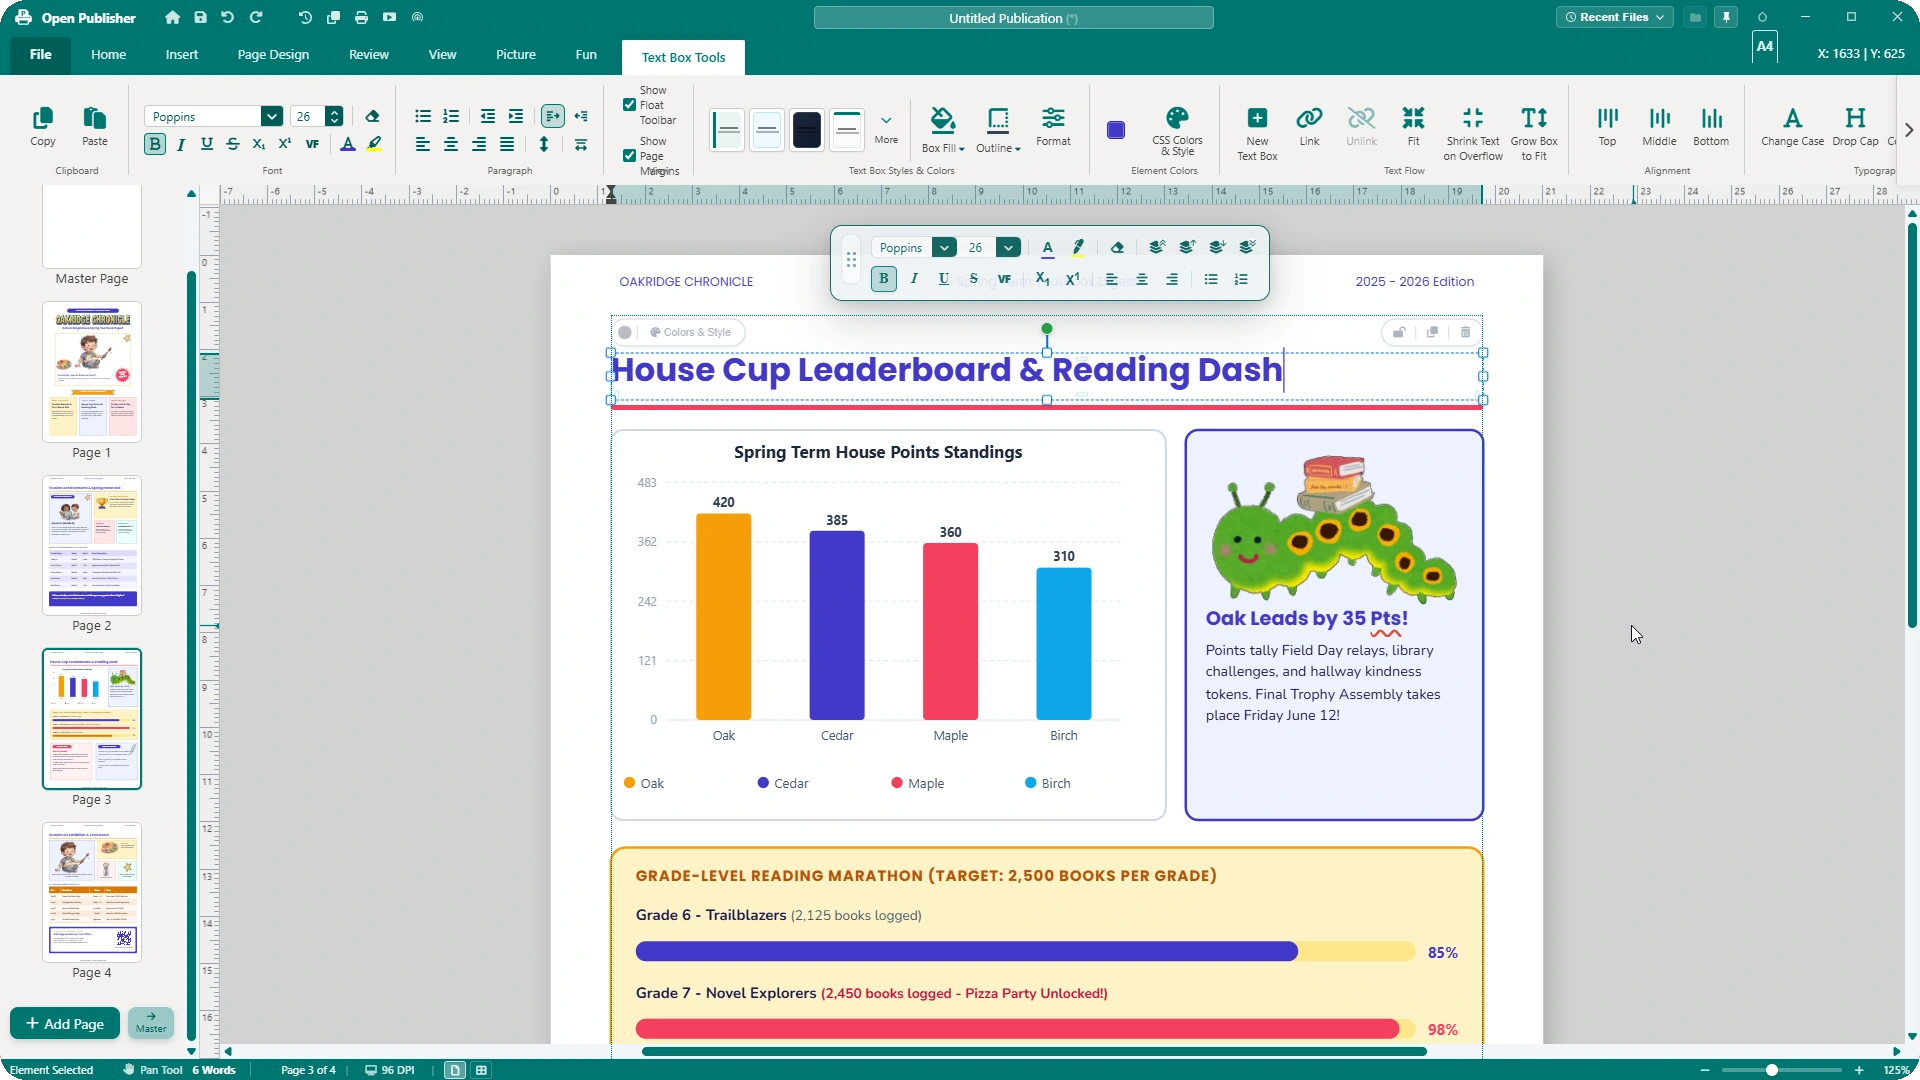 Open Publisher
Untitled Publication (*)
Recent Files
File
Home
Insert
Page Design
Review
View
Picture
Fun
Text Box Tools
A4
X: 1633 | Y: 625
Copy
Paste
Clipboard
Poppins
26
Font
Paragraph
Show Float Toolbar
Show Page Margins
More
Box Fill
Outline
Format
Text Box Styles & Colors
CSS Colors & Style
Element Colors
New Text Box
Link
Unlink
Fit
Shrink Text on Overflow
Grow Box to Fit
Text Flow
Top
Middle
Bottom
Alignment
Change Case
Drop Cap
Typograp
Master Page
Page 1
Page 2
Page 3
Page 4
Add Page
Master
Poppins
26
OAKRIDGE CHRONICLE
2025 - 2026 Edition
Colors & Style
House Cup Leaderboard & Reading Dash
Spring Term House Points Standings
483
362
242
121
0
420
385
360
310
Oak
Cedar
Maple
Birch
Oak
Cedar
Maple
Birch
Oak Leads by 35 Pts!
Points tally Field Day relays, library
challenges, and hallway kindness
tokens. Final Trophy Assembly takes
place Friday June 12!
GRADE-LEVEL READING MARATHON (TARGET: 2,500 BOOKS PER GRADE)
Grade 6 - Trailblazers (2,125 books logged)
85%
Grade 7 - Novel Explorers (2,450 books logged - Pizza Party Unlocked!)
98%
Element Selected
Pan Tool
6 Words
Page 3 of 4
96 DPI
125%